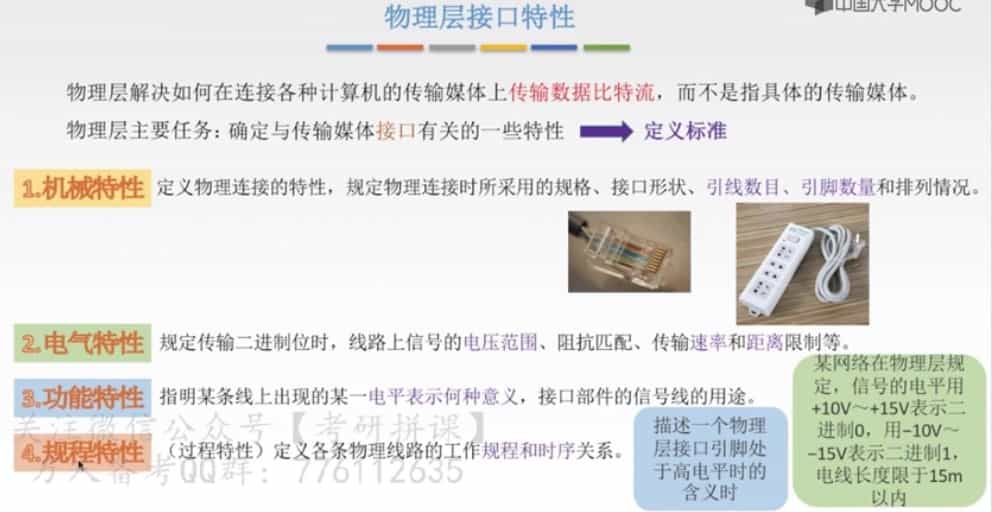 物理层接口特性
中国大学MOOC
物理层解决如何在连接各种计算机的传输媒体上传输数据比特流，而不是指具体的传输媒体。
物理层主要任务：确定与传输媒体接口有关的一些特性 定义标准
1.机械特性 定义物理连接的特性，规定物理连接时所采用的规格、接口形状、引线数目、引脚数量和排列情况。
2.电气特性 规定传输二进制位时，线路上信号的电压范围、阻抗匹配、传输速率和距离限制等。
3.功能特性 指明某条线上出现的某一电平表示何种意义，接口部件的信号线的用途。
关注微信公众号【考研拼课】
4.规程特性 （过程特性）定义各条物理线路的工作规程和时序关系。
万人备考QQ群：776112635
描述一个物理
层接口引脚处
于高电平时的
含义时
某网络在物理层规
定，信号的电平用
+10V～+15V表示二
进制0，用−10V～
−15V表示二进制1，
电线长度限于15m
以内